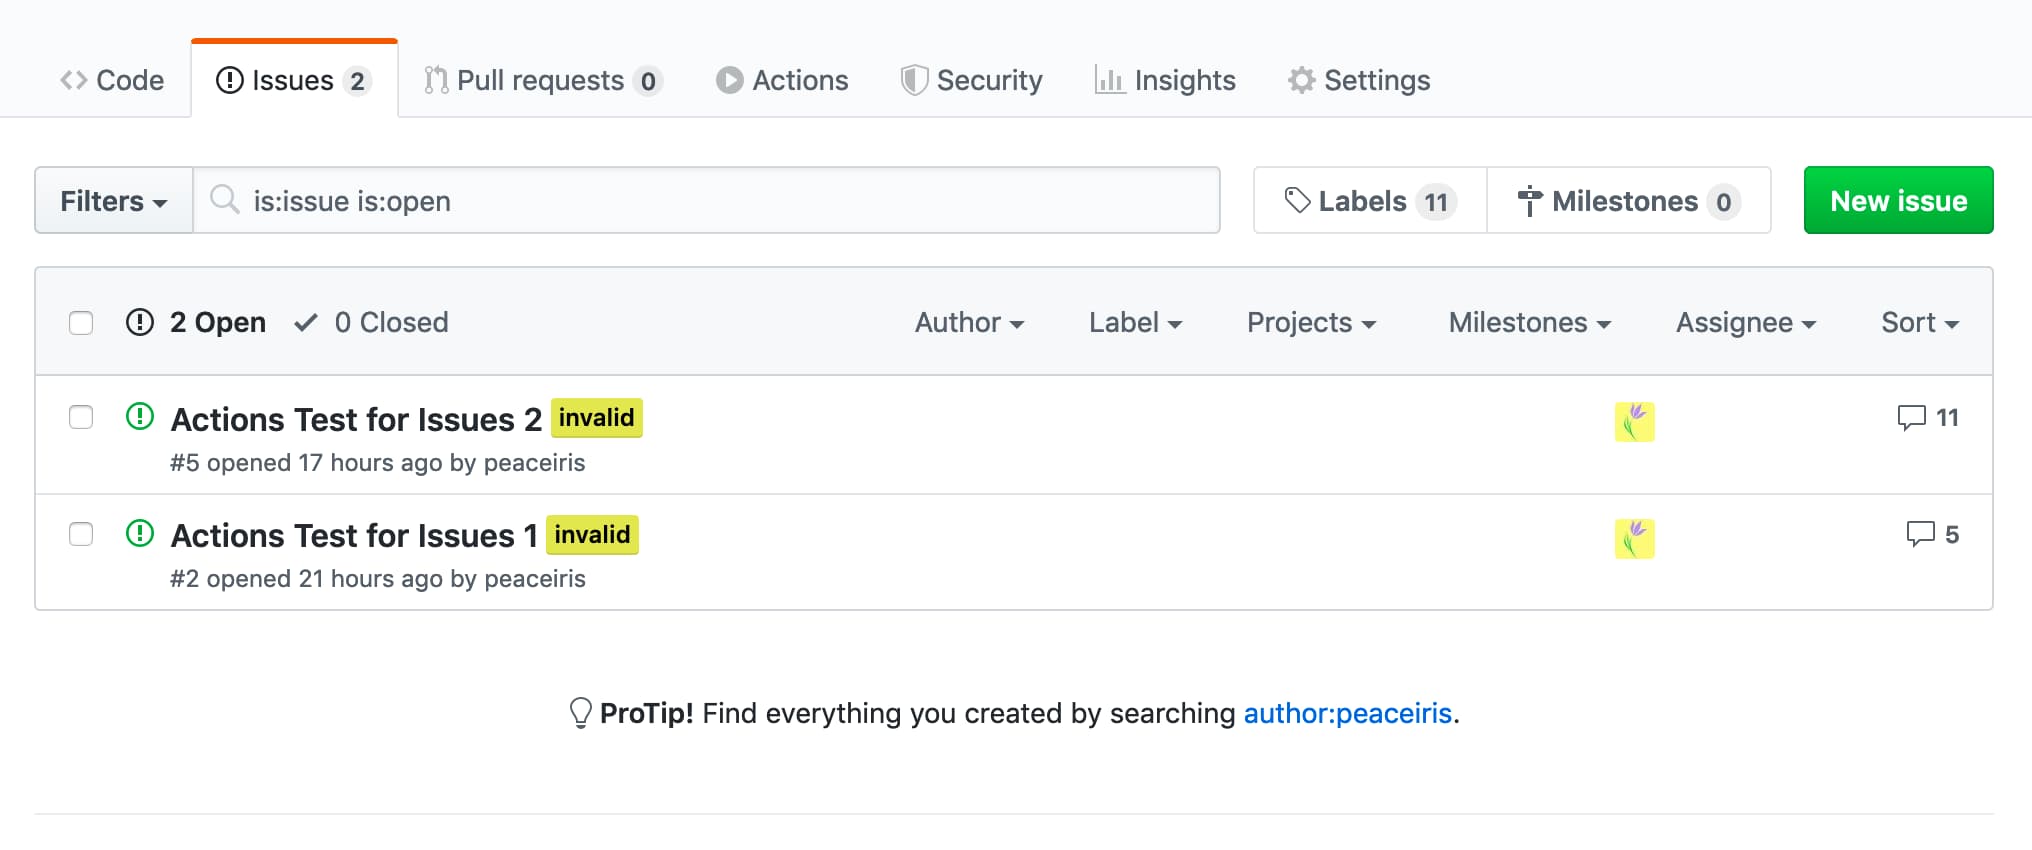 Code Issues 2 Pull requests 0 Actions Security Insights Settings
Filters is:issue is:open Labels 11 Milestones 0 New issue
2 Open 0 Closed Author Label Projects Milestones Assignee Sort
Actions Test for Issues 2 invalid 11
#5 opened 17 hours ago by peaceiris
Actions Test for Issues 1 invalid 5
#2 opened 21 hours ago by peaceiris
ProTip! Find everything you created by searching author:peaceiris.